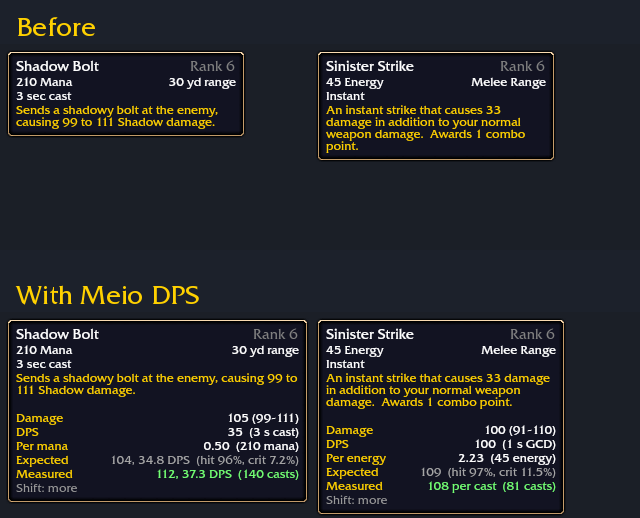 Before
Shadow Bolt Rank 6
210 Mana 30 yd range
3 sec cast
Sends a shadowy bolt at the enemy,
causing 99 to 111 Shadow damage.
Sinister Strike Rank 6
45 Energy Melee Range
Instant
An instant strike that causes 33
damage in addition to your normal
weapon damage.  Awards 1 combo
point.
With Meio DPS
Shadow Bolt Rank 6
210 Mana 30 yd range
3 sec cast
Sends a shadowy bolt at the enemy, causing 99 to
111 Shadow damage.
Damage 105 (99-111)
DPS 35 (3 s cast)
Per mana 0.50 (210 mana)
Expected 104, 34.8 DPS (hit 96%, crit 7.2%)
Measured 112, 37.3 DPS (140 casts)
Shift: more
Sinister Strike Rank 6
45 Energy Melee Range
Instant
An instant strike that causes 33 damage
in addition to your normal weapon
damage.  Awards 1 combo point.
Damage 100 (91-110)
DPS 100 (1 s GCD)
Per energy 2.23 (45 energy)
Expected 109 (hit 97%, crit 11.5%)
Measured 108 per cast (81 casts)
Shift: more